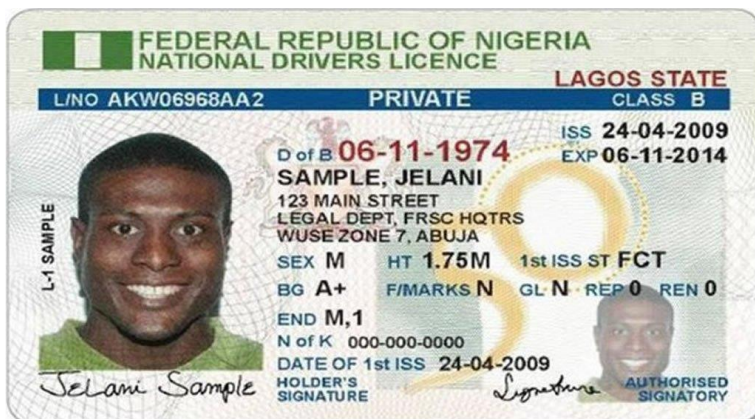 FEDERAL REPUBLIC OF NIGERIA
NATIONAL DRIVERS LICENCE
LAGOS STATE
L/NO AKW06968AA2 PRIVATE CLASS B
ISS 24-04-2009
D of B 06-11-1974 EXP 06-11-2014
SAMPLE, JELANI
123 MAIN STREET
LEGAL DEPT, FRSC HQTRS
WUSE ZONE 7, ABUJA
L-1 SAMPLE
SEX M HT 1.75M 1st ISS ST FCT
BG A+ F/MARKS N GL N REP 0 REN 0
END M,1
N of K 000-000-0000
DATE OF 1st ISS 24-04-2009
Jelani Sample HOLDER'S SIGNATURE Signature AUTHORISED SIGNATORY